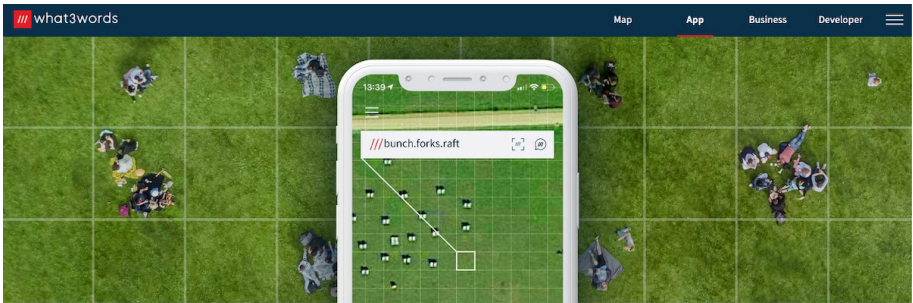 /// what3words
Map
App
Business
Developer
13:39
///bunch.forks.raft